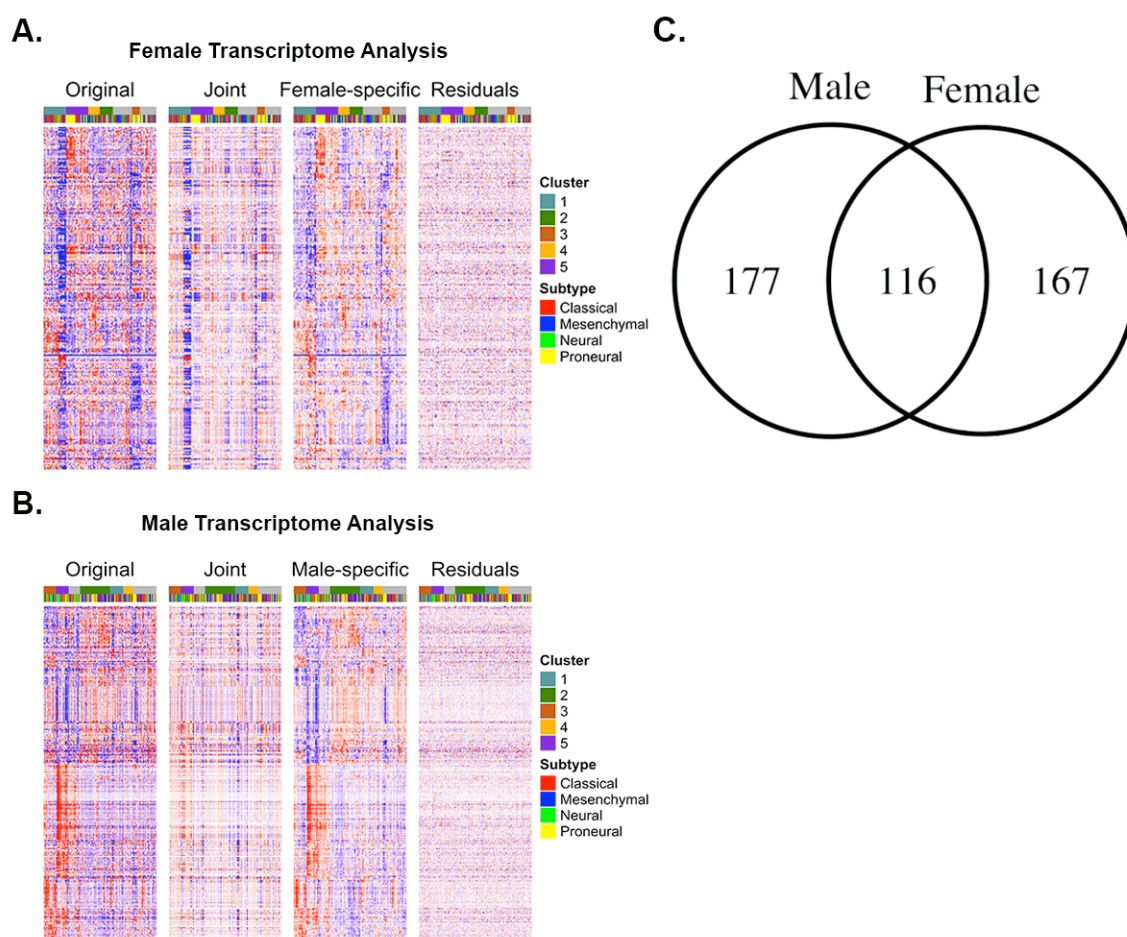 A.
Female Transcriptome Analysis
Original Joint Female-specific Residuals
Cluster
1
2
3
4
5
Subtype
Classical
Mesenchymal
Neural
Proneural
B.
Male Transcriptome Analysis
Original Joint Male-specific Residuals
Cluster
1
2
3
4
5
Subtype
Classical
Mesenchymal
Neural
Proneural
C.
Male Female
177 116 167